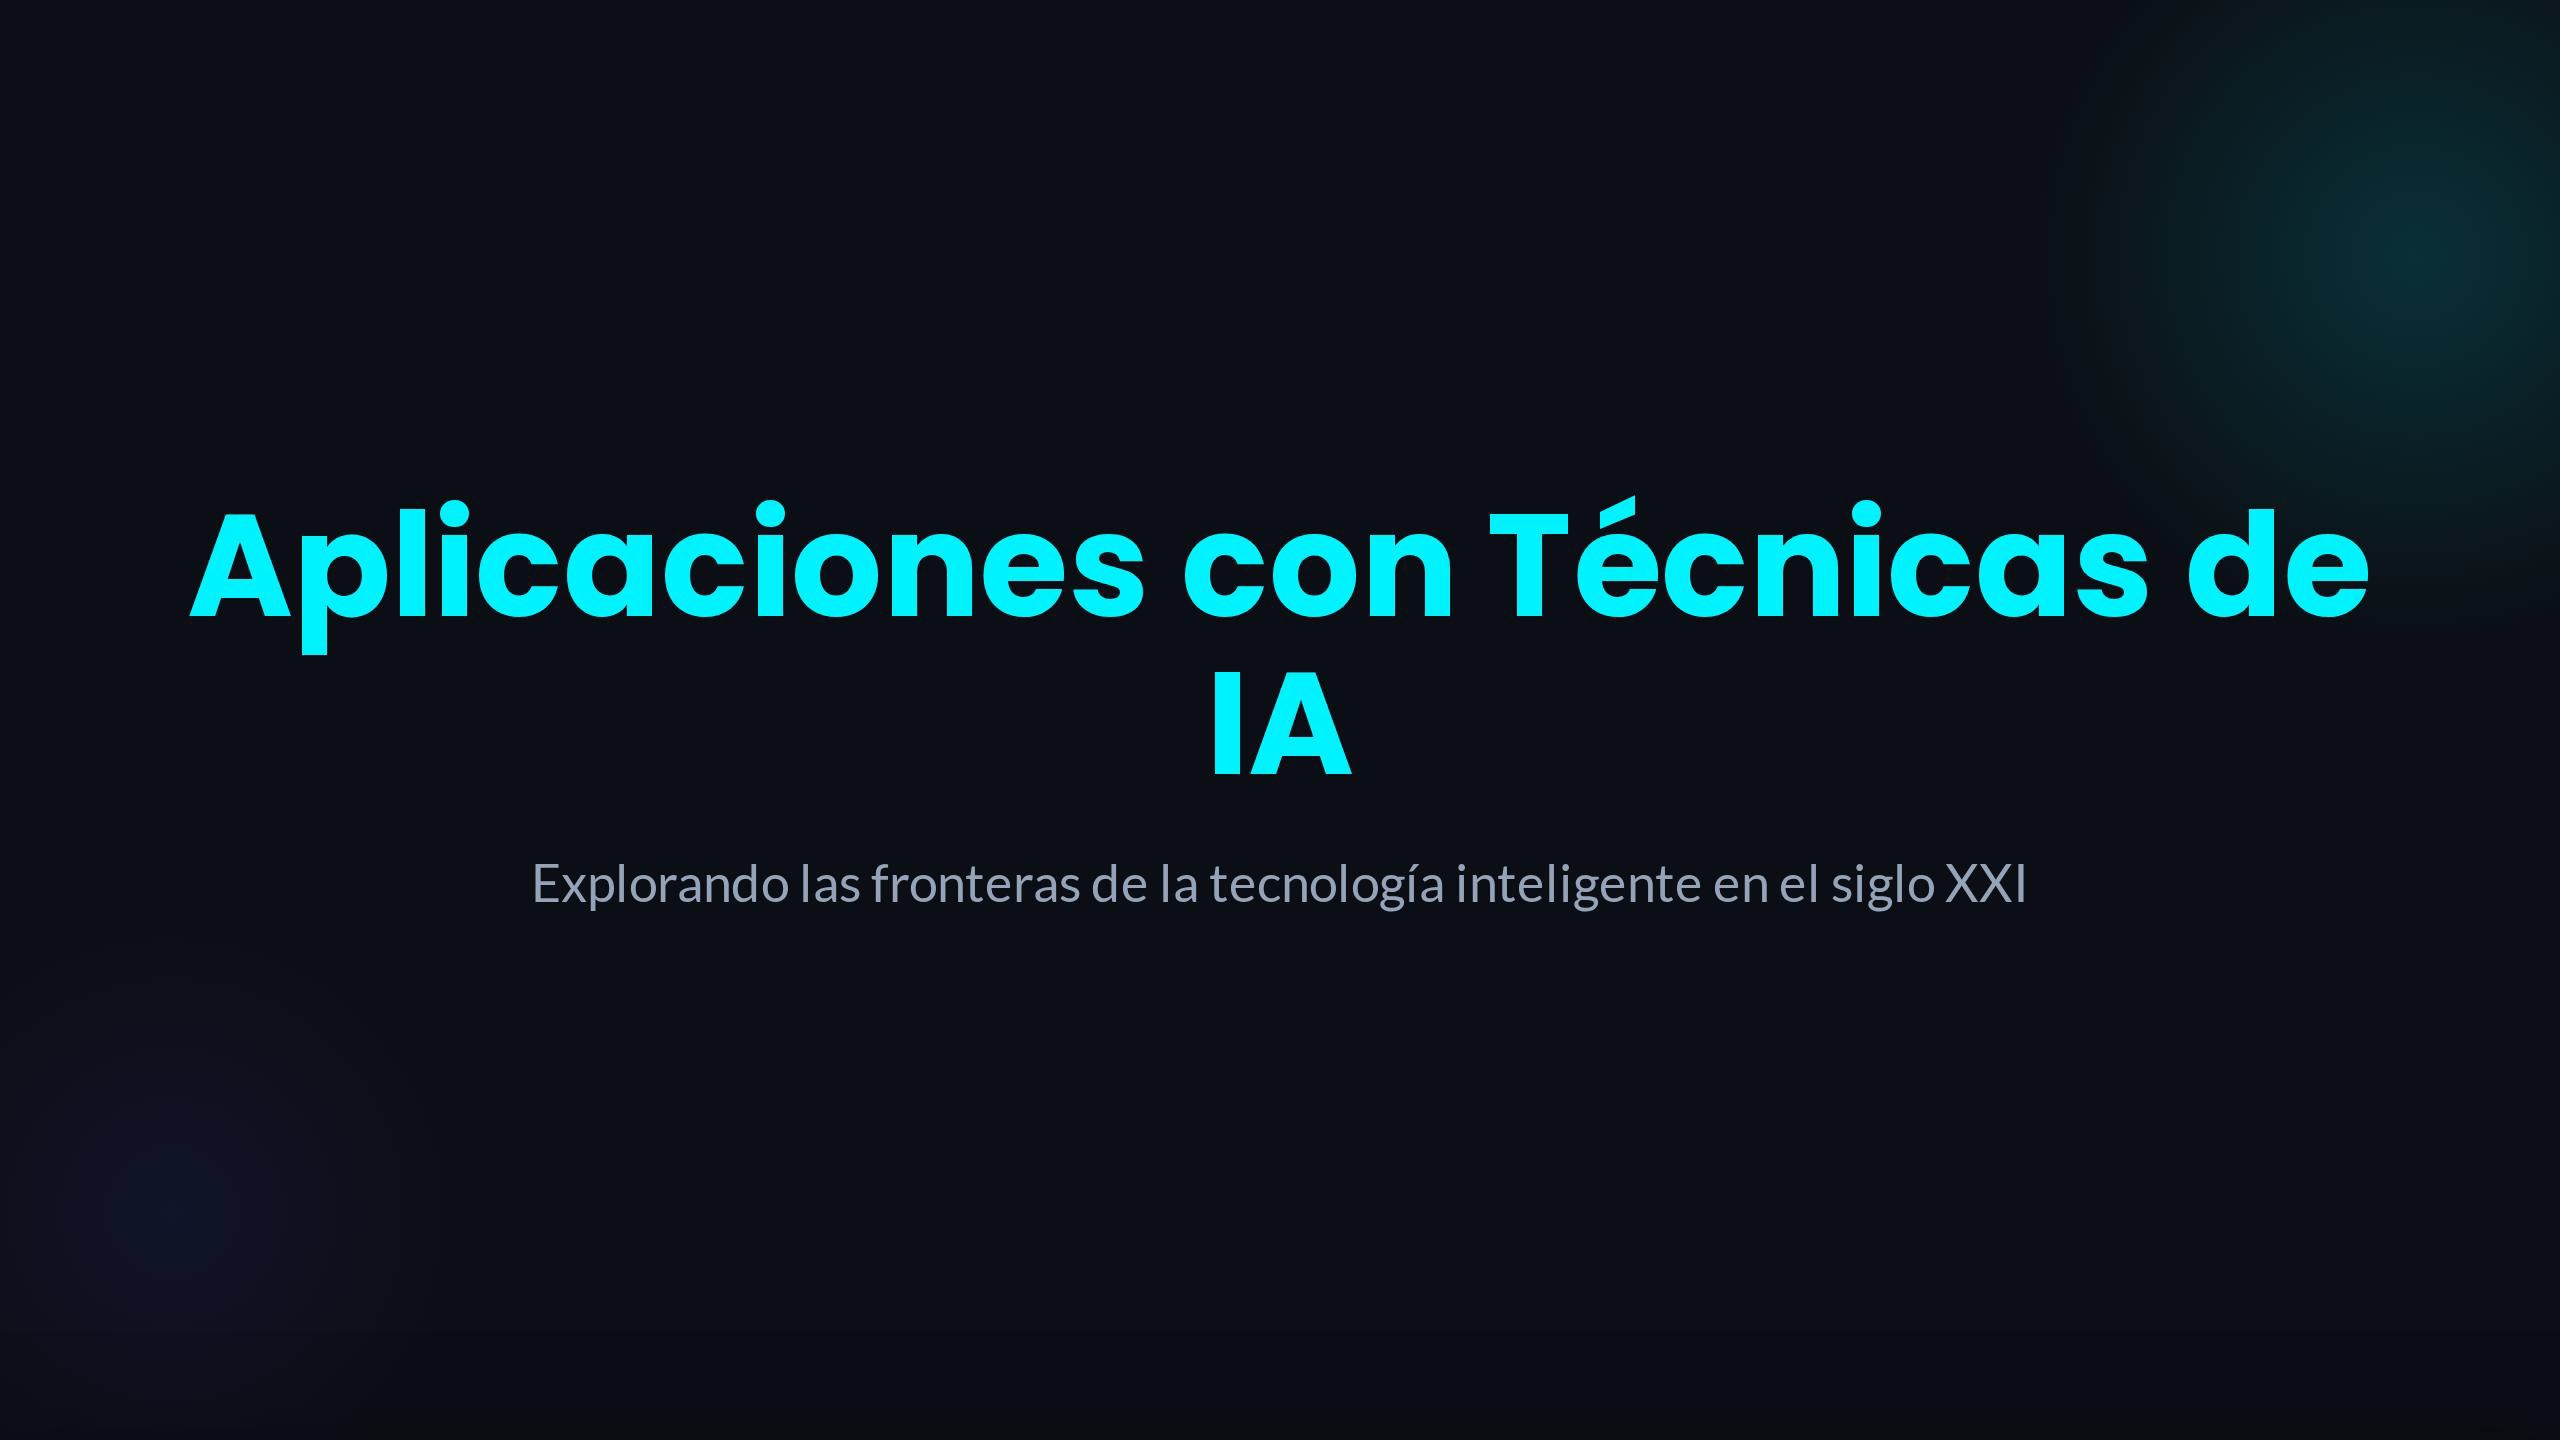 Aplicaciones con Técnicas de
IA
Explorando las fronteras de la tecnología inteligente en el siglo XXI